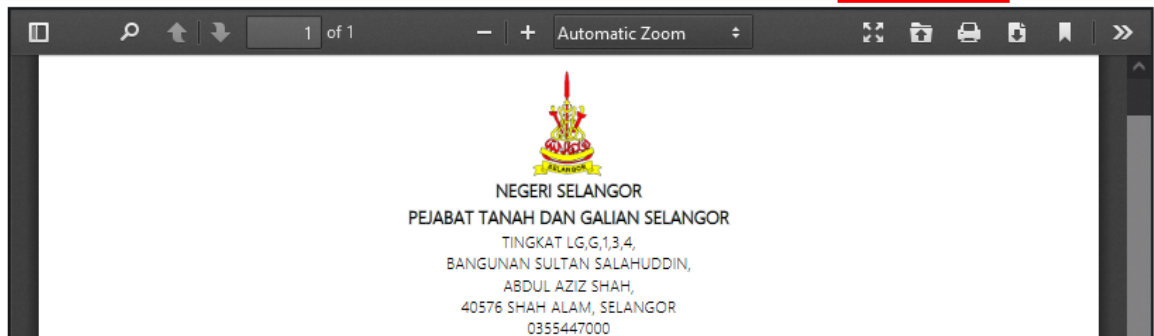 1 of 1
Automatic Zoom
SELANGOR
NEGERI SELANGOR
PEJABAT TANAH DAN GALIAN SELANGOR
TINGKAT LG,G,1,3,4,
BANGUNAN SULTAN SALAHUDDIN,
ABDUL AZIZ SHAH,
40576 SHAH ALAM, SELANGOR
0355447000